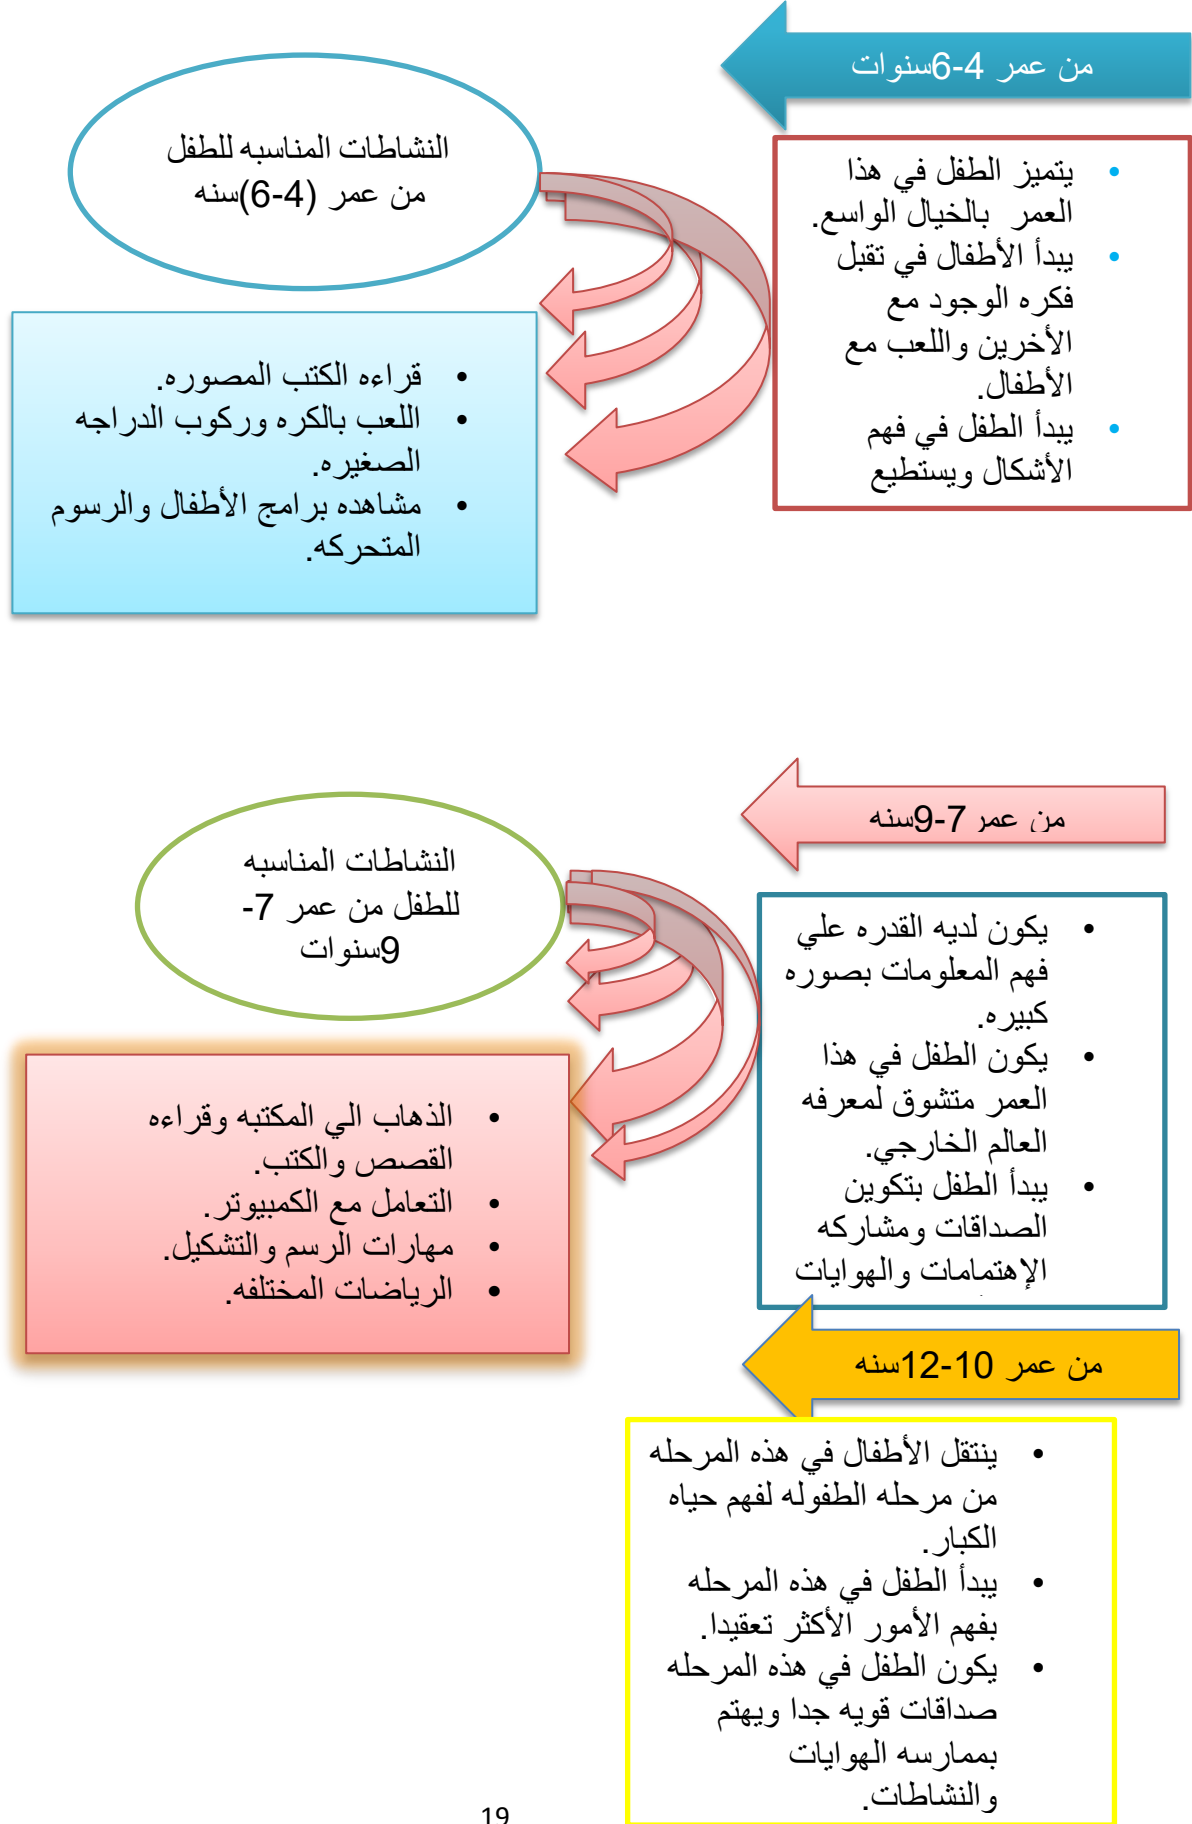 من عمر 4-6سنوات
• يتميز الطفل في هذا
العمر بالخيال الواسع.
• يبدأ الأطفال في تقبل
فكره الوجود مع
الأخرين واللعب مع
الأطفال.
• يبدأ الطفل في فهم
الأشكال ويستطيع
النشاطات المناسبه للطفل
من عمر (4-6)سنه
• قراءه الكتب المصوره.
• اللعب بالكره وركوب الدراجه
الصغيره.
• مشاهده برامج الأطفال والرسوم
المتحركه.
من عمر 7-9سنه
• يكون لديه القدره علي
فهم المعلومات بصوره
كبيره.
• يكون الطفل في هذا
العمر متشوق لمعرفه
العالم الخارجي.
• يبدأ الطفل بتكوين
الصداقات ومشاركه
الإهتمامات والهوايات
النشاطات المناسبه
للطفل من عمر 7-
9سنوات
• الذهاب الي المكتبه وقراءه
القصص والكتب.
• التعامل مع الكمبيوتر.
• مهارات الرسم والتشكيل.
• الرياضات المختلفه.
من عمر 10-12سنه
• ينتقل الأطفال في هذه المرحله
من مرحله الطفوله لفهم حياه
الكبار.
• يبدأ الطفل في هذه المرحله
بفهم الأمور الأكثر تعقيدا.
• يكون الطفل في هذه المرحله
صداقات قويه جدا ويهتم
بممارسه الهوايات
والنشاطات.
19